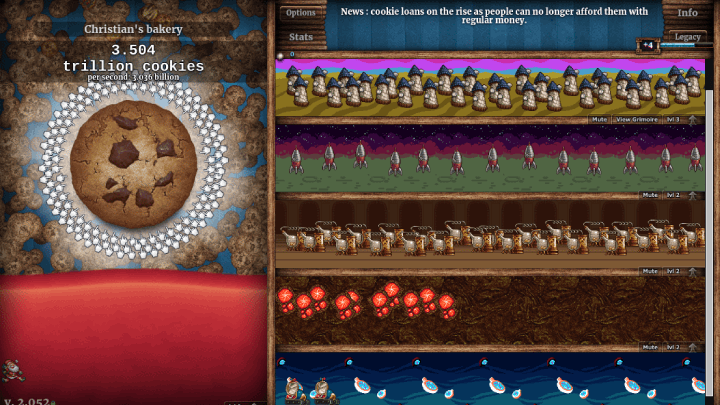 Christian's bakery
3.504
trillion cookies
per second: 3.036 billion
v. 2.052
Options
Stats
News : cookie loans on the rise as people can no longer afford them with
regular money.
Info
Legacy
+4
0
Mute
View Grimoire
lvl 3
Mute
lvl 2
Mute
lvl 2
Mute
lvl 2